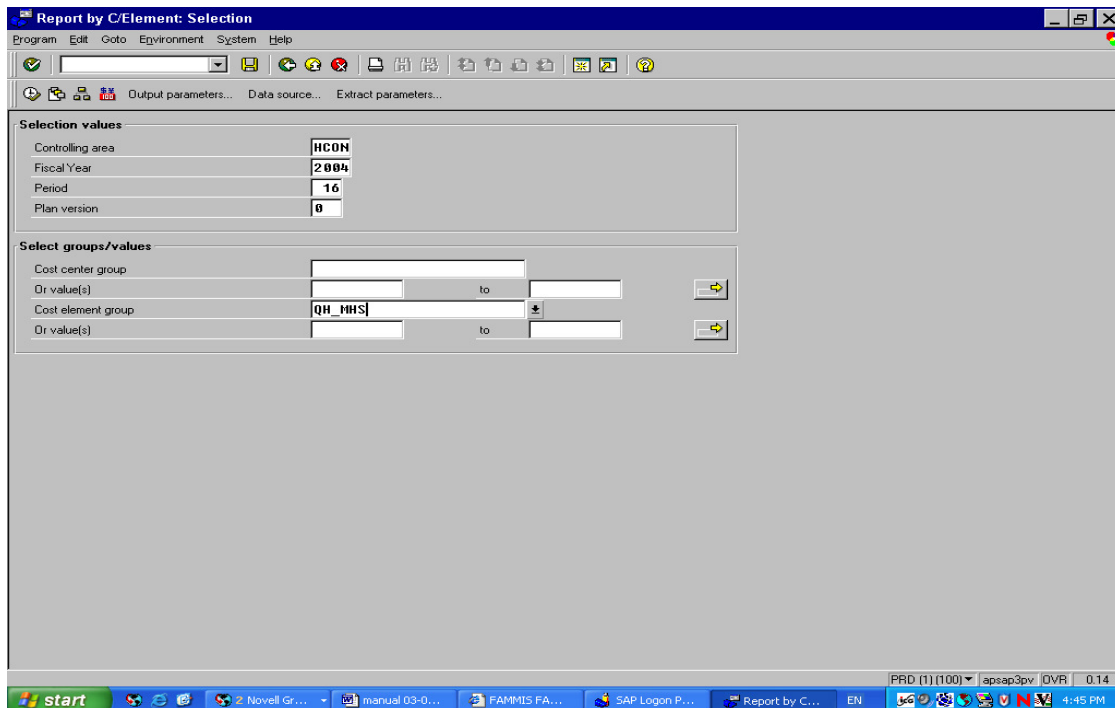 Report by C/Element: Selection
Program Edit Goto Environment System Help
Output parameters... Data source... Extract parameters...
Selection values
Controlling area HCON
Fiscal Year 2004
Period 16
Plan version 0
Select groups/values
Cost center group
Or value(s) to
Cost element group QH_MHS
Or value(s) to
PRD (1) (100) apsap3pv OVR 0.14
start 2 Novell Gr... manual 03-0... FAMMIS FA... SAP Logon P... Report by C... EN 4:45 PM